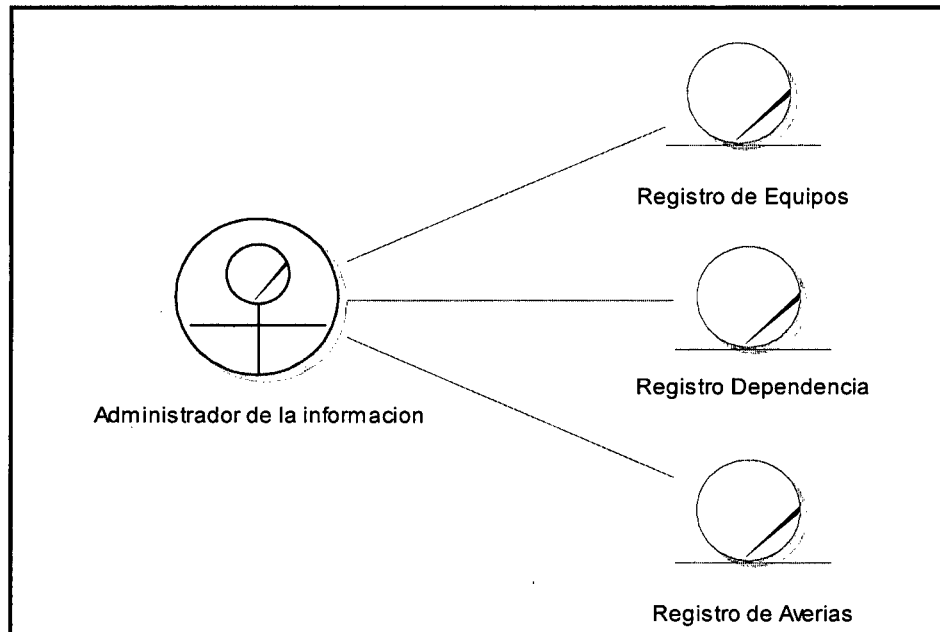 Registro de Equipos
Administrador de la informacion
Registro Dependencia
Registro de Averias